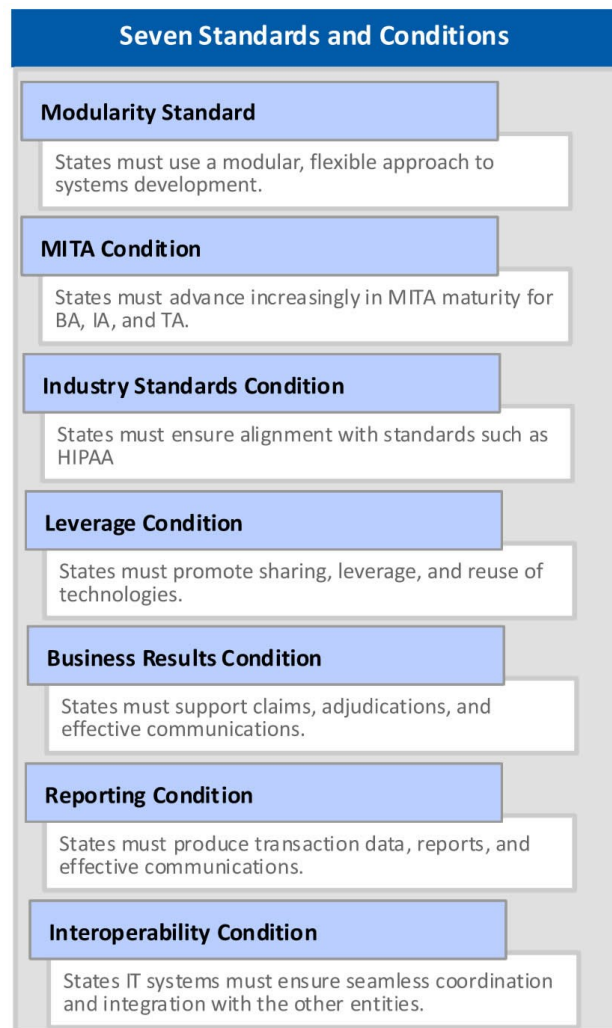 Seven Standards and Conditions
Modularity Standard
States must use a modular, flexible approach to
systems development.
MITA Condition
States must advance increasingly in MITA maturity for
BA, IA, and TA.
Industry Standards Condition
States must ensure alignment with standards such as
HIPAA
Leverage Condition
States must promote sharing, leverage, and reuse of
technologies.
Business Results Condition
States must support claims, adjudications, and
effective communications.
Reporting Condition
States must produce transaction data, reports, and
effective communications.
Interoperability Condition
States IT systems must ensure seamless coordination
and integration with the other entities.